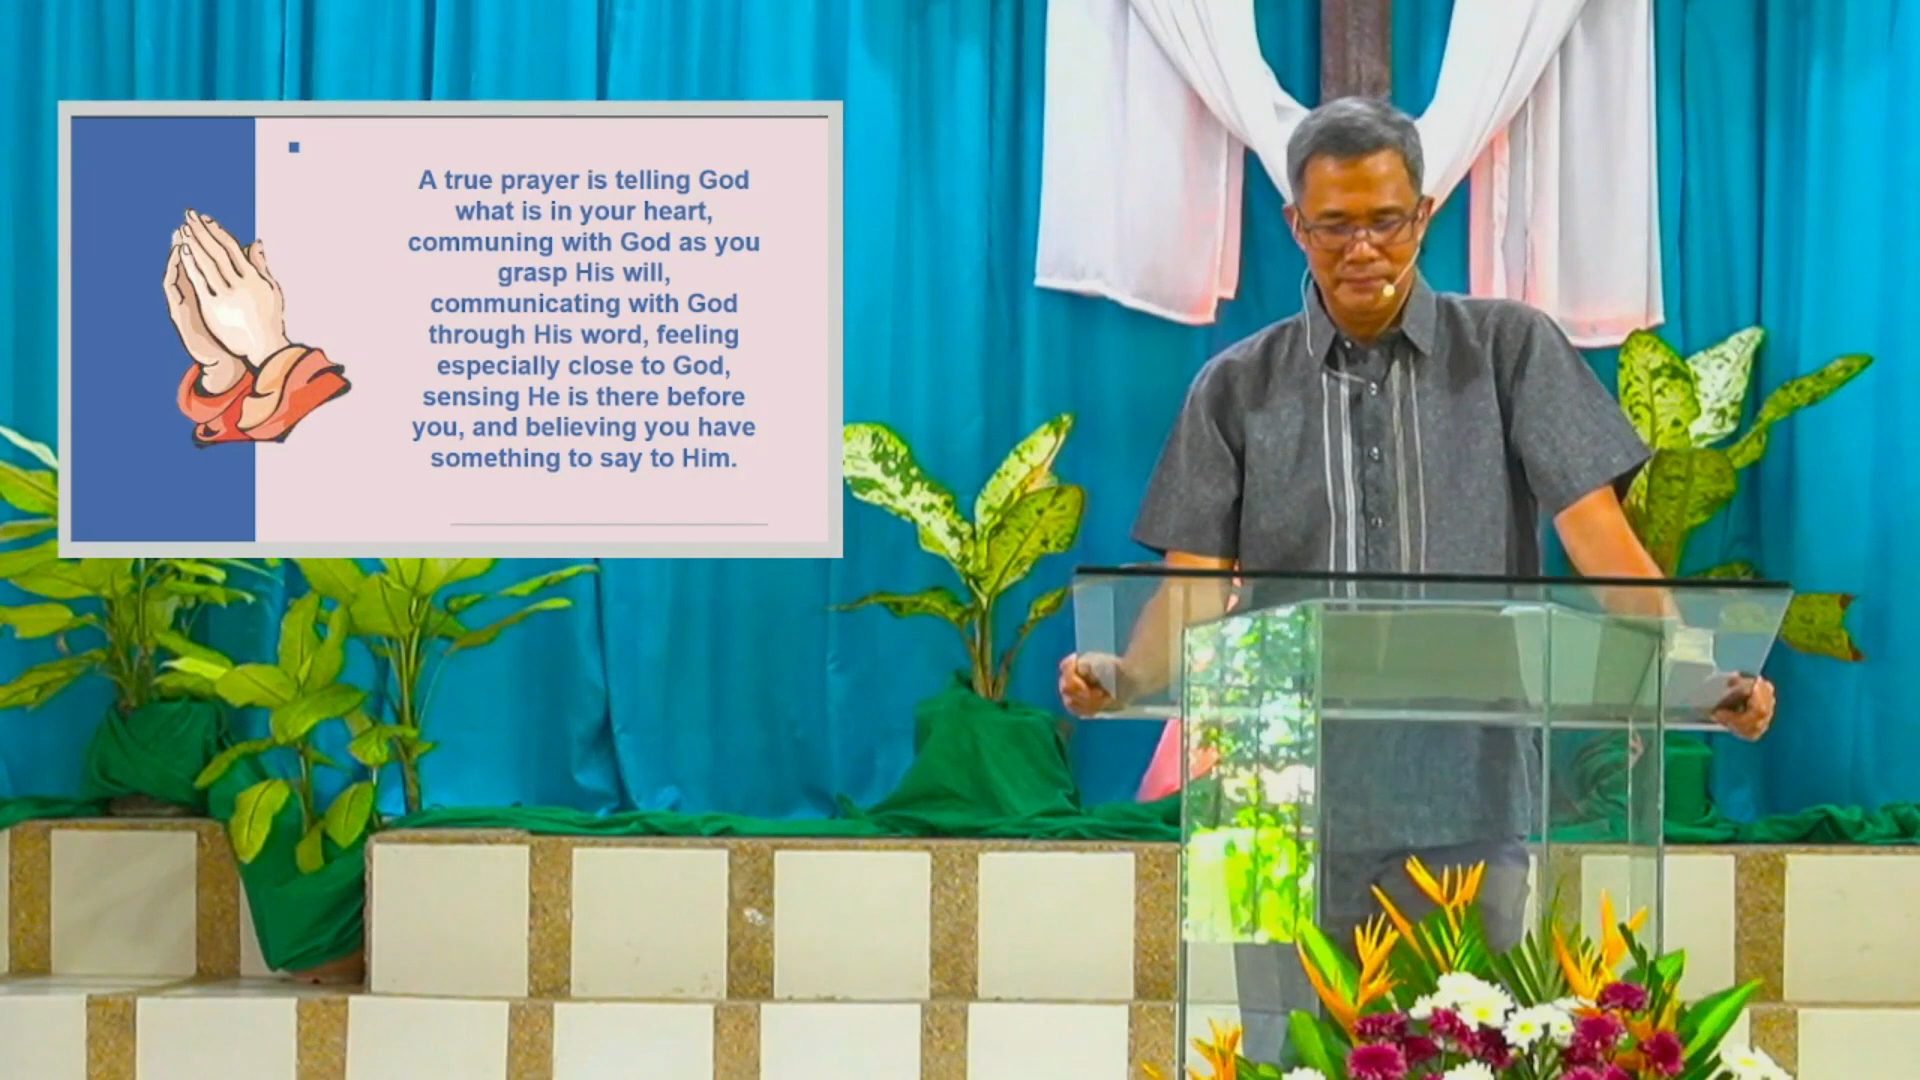 A true prayer is telling God
what is in your heart,
communing with God as you
grasp His will,
communicating with God
through His word, feeling
especially close to God,
sensing He is there before
you, and believing you have
something to say to Him.